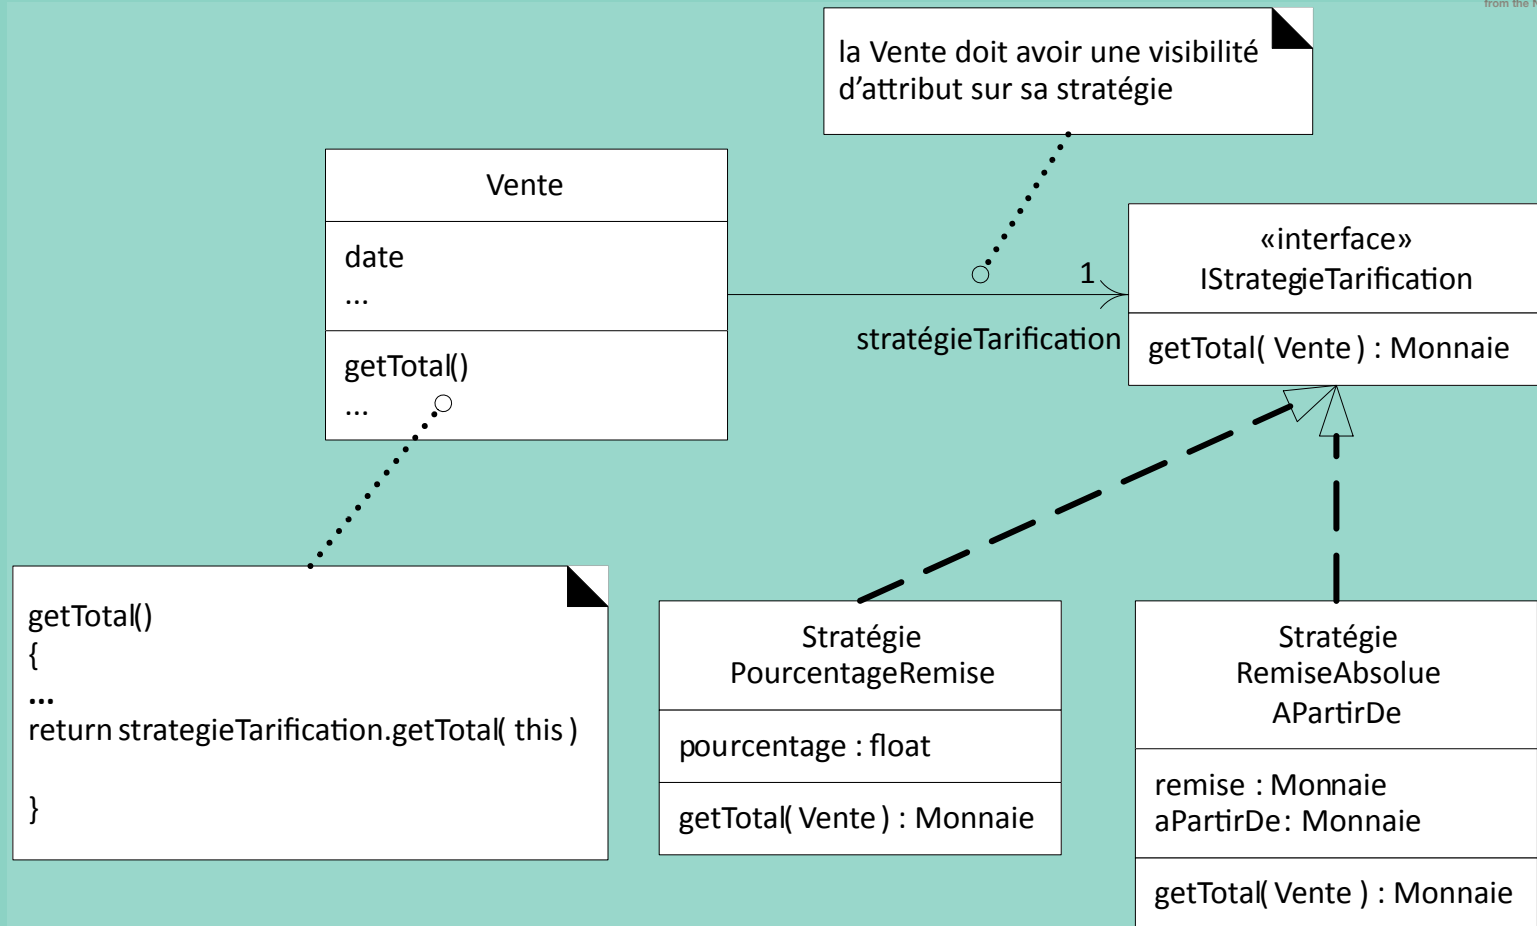 from the N
la Vente doit avoir une visibilité
d'attribut sur sa stratégie
Vente
date
...
getTotal()
...
1
stratégieTarification
«interface»
IStrategieTarification
getTotal( Vente ) : Monnaie
getTotal()
{
...
return strategieTarification.getTotal( this )
}
Stratégie
PourcentageRemise
pourcentage : float
getTotal( Vente ) : Monnaie
Stratégie
RemiseAbsolue
APartirDe
remise : Monnaie
aPartirDe : Monnaie
getTotal( Vente ) : Monnaie